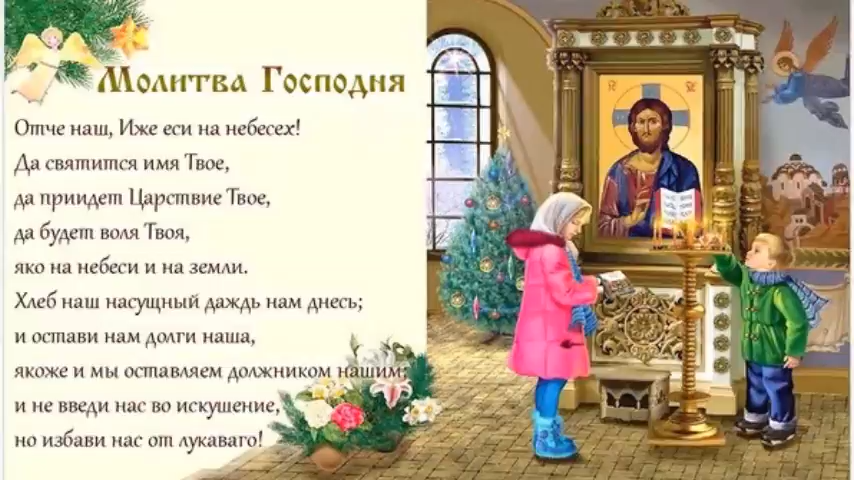 Молитва Господня
Отче наш, Иже еси на небесех!
Да святится имя Твое,
да приидет Царствие Твое,
да будет воля Твоя,
яко на небеси и на земли.
Хлеб наш насущный даждь нам днесь;
и остави нам долги наша,
якоже и мы оставляем должником нашим;
и не введи нас во искушение,
но избави нас от лукаваго!